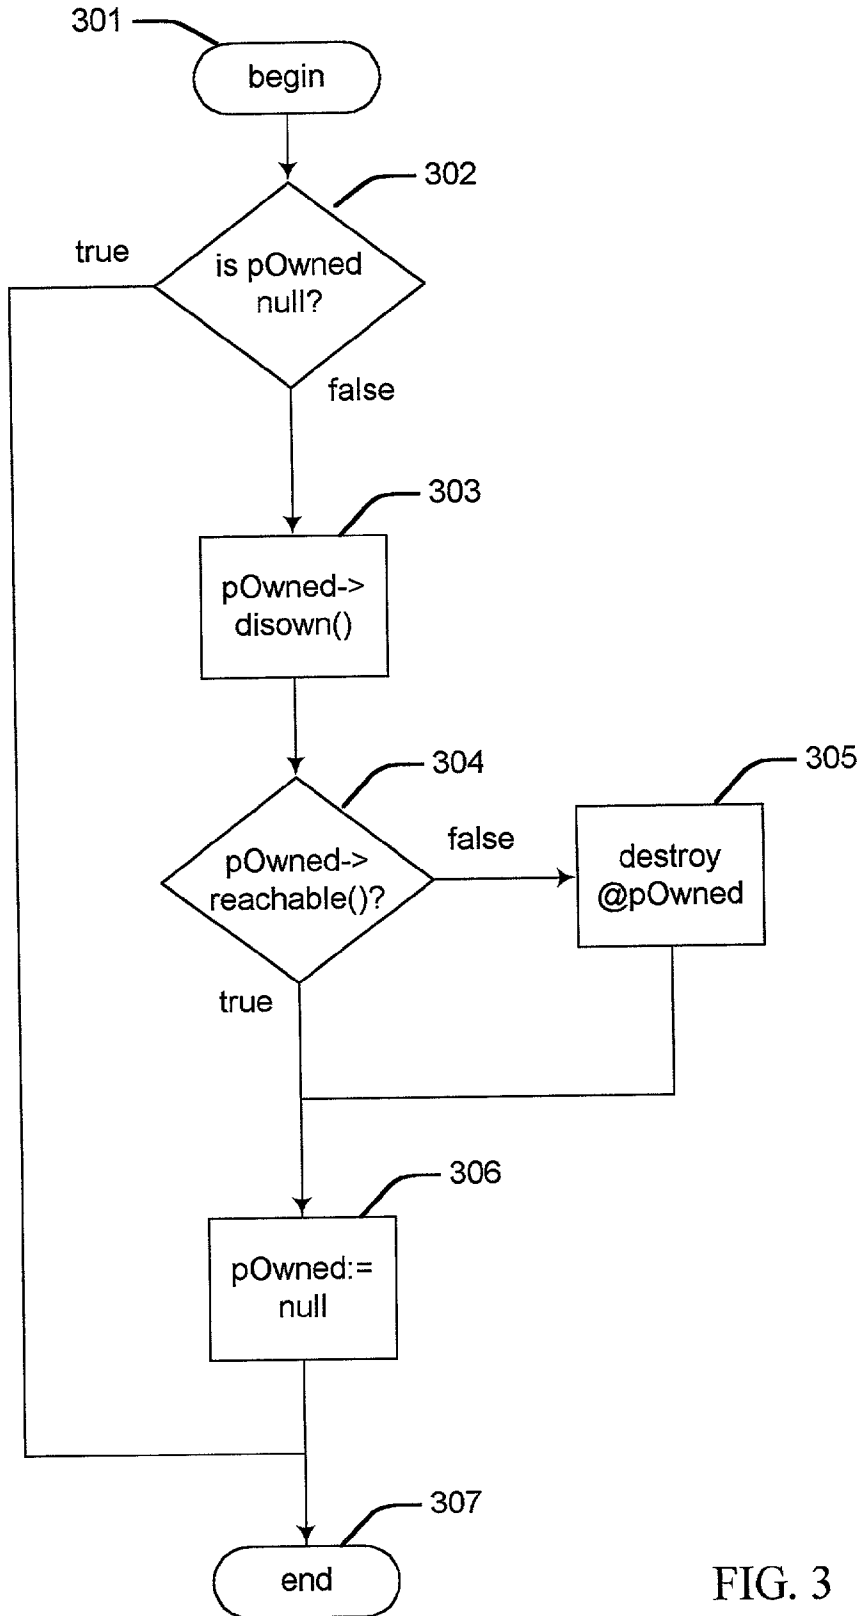 301
begin
302
true
is pOwned
null?
false
303
pOwned->
disown()
304
305
false
destroy
@pOwned
pOwned->
reachable()?
true
306
pOwned:=
null
307
end
FIG. 3